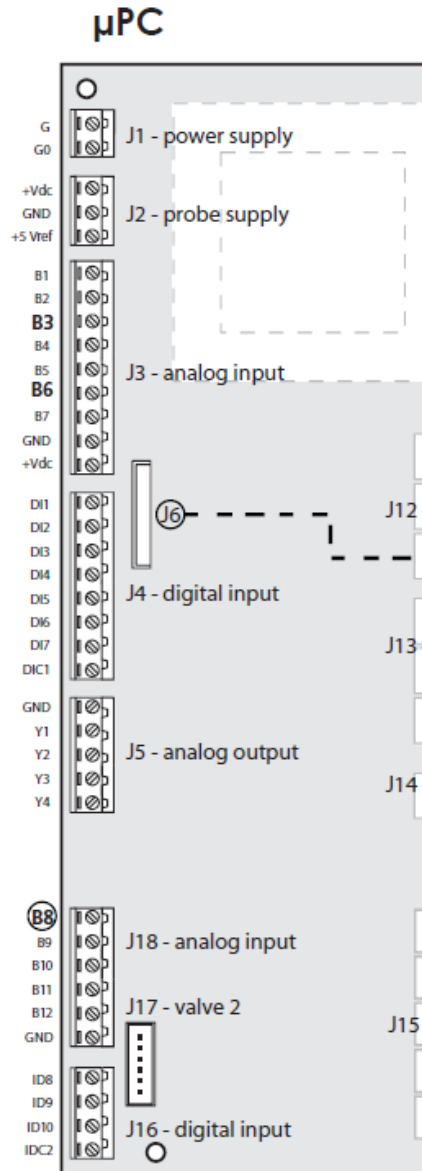 µPC
G
G0
J1 - power supply
+Vdc
GND
+5 Vref
J2 - probe supply
B1
B2
B3
B4
B5
B6
B7
GND
+Vdc
J3 - analog input
J6
J12
DI1
DI2
DI3
DI4
DI5
DI6
DI7
DIC1
J4 - digital input
J13
GND
Y1
Y2
Y3
Y4
J5 - analog output
J14
B8
B9
B10
B11
B12
GND
J18 - analog input
J17 - valve 2
J15
ID8
ID9
ID10
IDC2
J16 - digital input